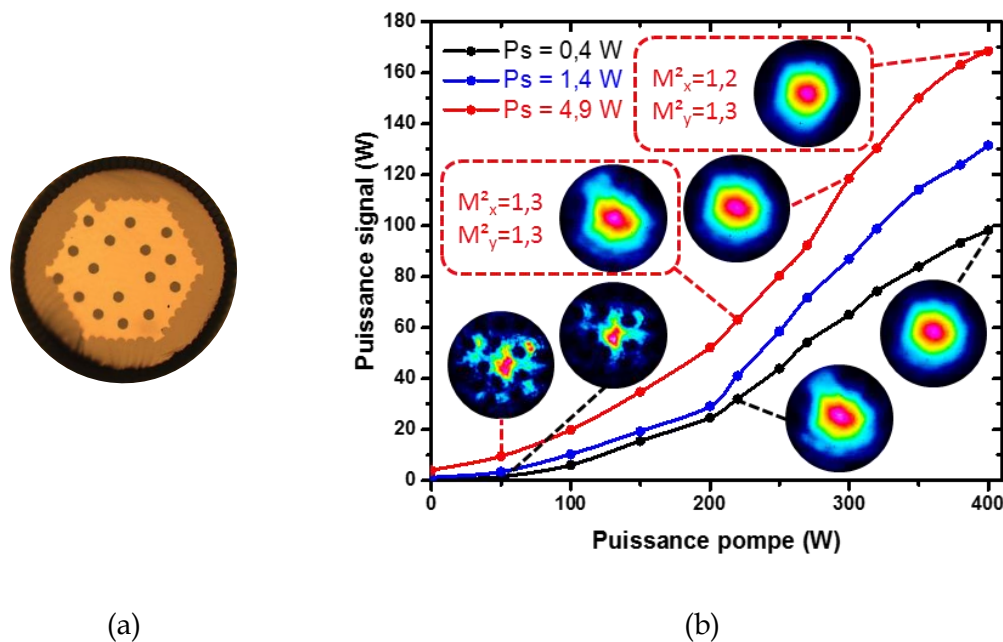 (a)
Puissance signal (W)
180
160
140
120
100
80
60
40
20
0
Ps = 0,4 W
Ps = 1,4 W
Ps = 4,9 W
M²ₓ=1,2
M²ᵧ=1,3
M²ₓ=1,3
M²ᵧ=1,3
0 100 200 300 400
Puissance pompe (W)
(b)